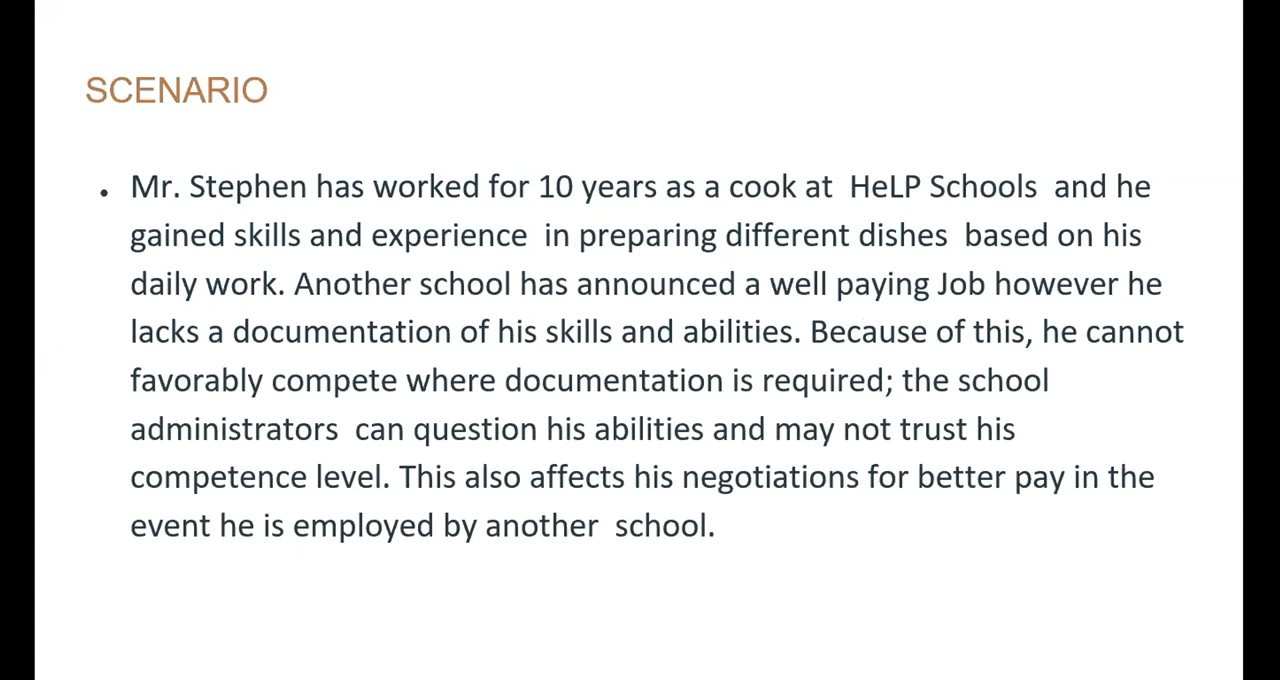 SCENARIO
• Mr. Stephen has worked for 10 years as a cook at HeLP Schools and he
gained skills and experience in preparing different dishes based on his
daily work. Another school has announced a well paying Job however he
lacks a documentation of his skills and abilities. Because of this, he cannot
favorably compete where documentation is required; the school
administrators can question his abilities and may not trust his
competence level. This also affects his negotiations for better pay in the
event he is employed by another school.